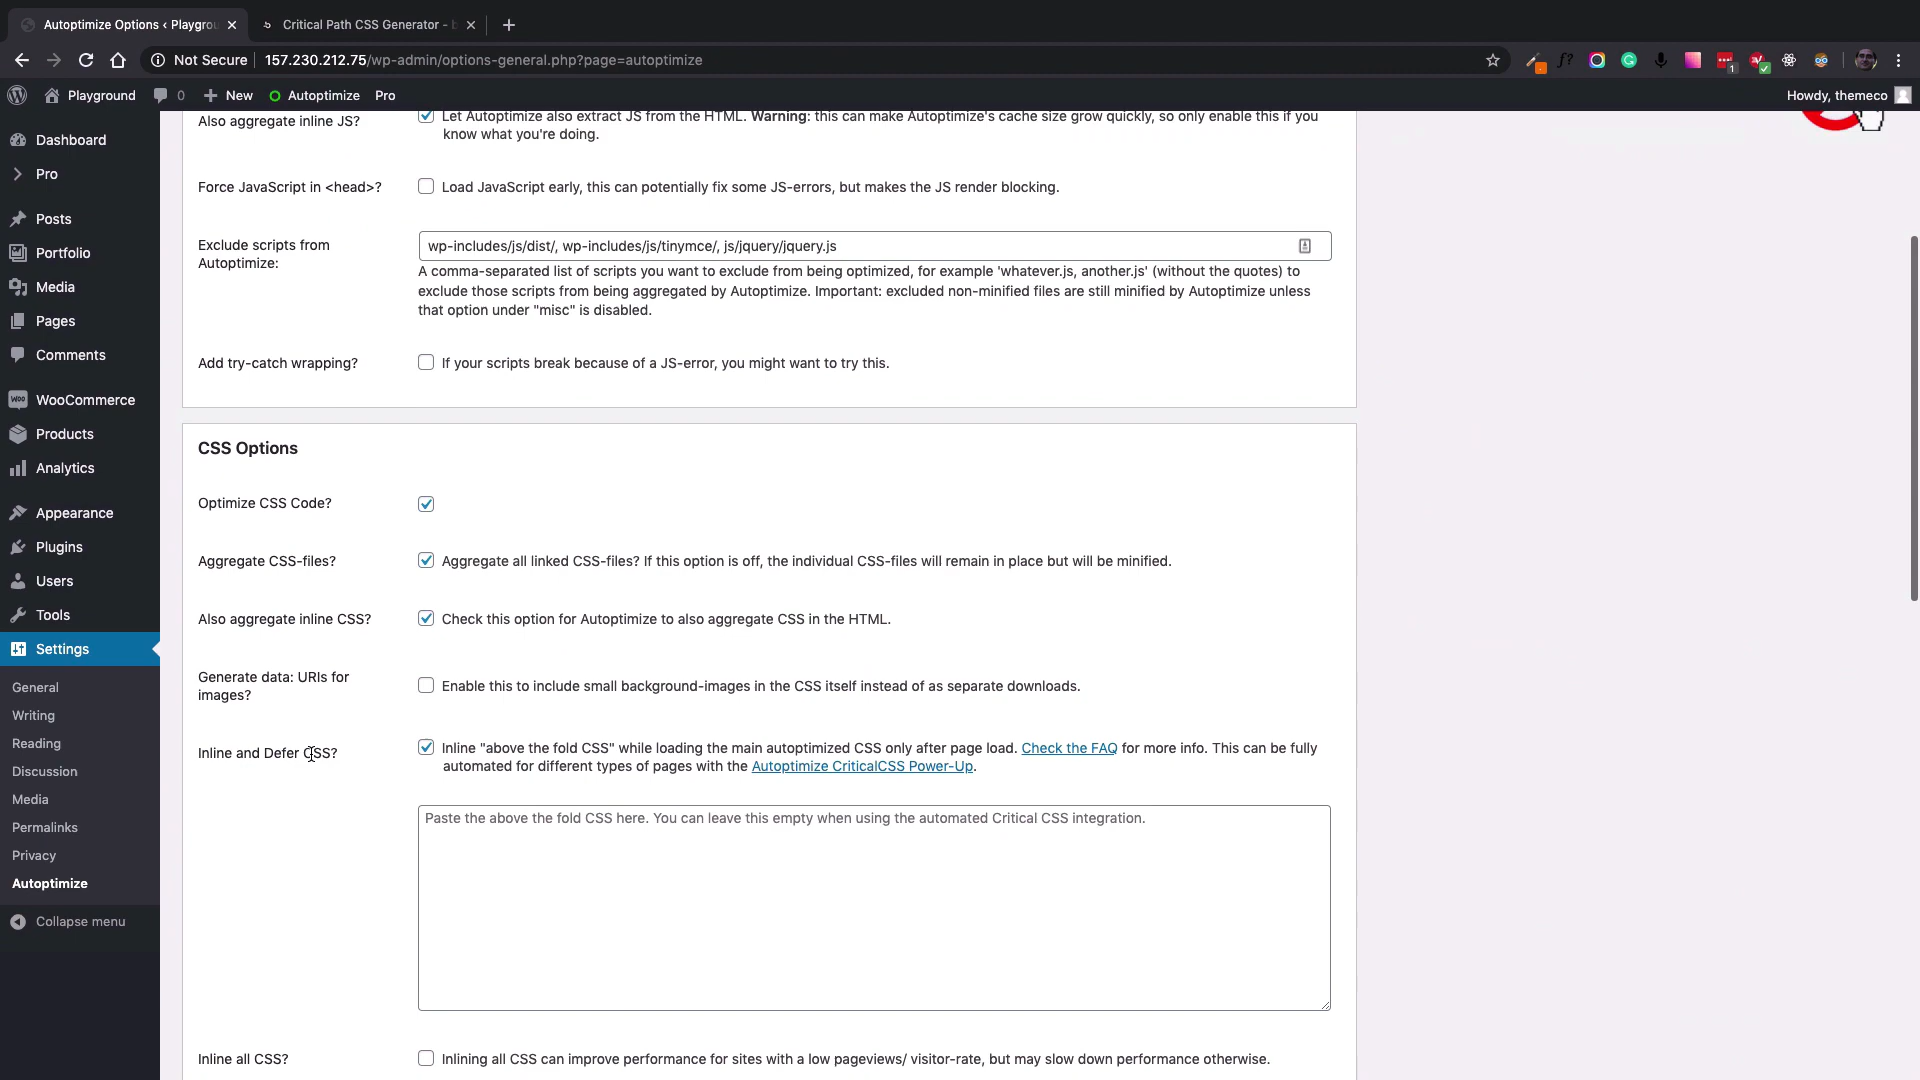 Autoptimize Options ‹ Playgrou
Critical Path CSS Generator - b
Not Secure
157.230.212.75/wp-admin/options-general.php?page=autoptimize
1
Playground
0
New
Autoptimize
Pro
Howdy, themeco
Dashboard
Pro
Posts
Portfolio
Media
Pages
Comments
WooCommerce
Products
Analytics
Appearance
Plugins
Users
Tools
Settings
General
Writing
Reading
Discussion
Media
Permalinks
Privacy
Autoptimize
Collapse menu
Also aggregate inline JS?
Let Autoptimize also extract JS from the HTML. Warning: this can make Autoptimize's cache size grow quickly, so only enable this if you
know what you're doing.
Force JavaScript in <head>?
Load JavaScript early, this can potentially fix some JS-errors, but makes the JS render blocking.
Exclude scripts from
Autoptimize:
wp-includes/js/dist/, wp-includes/js/tinymce/, js/jquery/jquery.js
A comma-separated list of scripts you want to exclude from being optimized, for example 'whatever.js, another.js' (without the quotes) to
exclude those scripts from being aggregated by Autoptimize. Important: excluded non-minified files are still minified by Autoptimize unless
that option under "misc" is disabled.
Add try-catch wrapping?
If your scripts break because of a JS-error, you might want to try this.
CSS Options
Optimize CSS Code?
Aggregate CSS-files?
Aggregate all linked CSS-files? If this option is off, the individual CSS-files will remain in place but will be minified.
Also aggregate inline CSS?
Check this option for Autoptimize to also aggregate CSS in the HTML.
Generate data: URIs for
images?
Enable this to include small background-images in the CSS itself instead of as separate downloads.
Inline and Defer CSS?
Inline "above the fold CSS" while loading the main autoptimized CSS only after page load. Check the FAQ for more info. This can be fully
automated for different types of pages with the Autoptimize CriticalCSS Power-Up.
Paste the above the fold CSS here. You can leave this empty when using the automated Critical CSS integration.
Inline all CSS?
Inlining all CSS can improve performance for sites with a low pageviews/ visitor-rate, but may slow down performance otherwise.